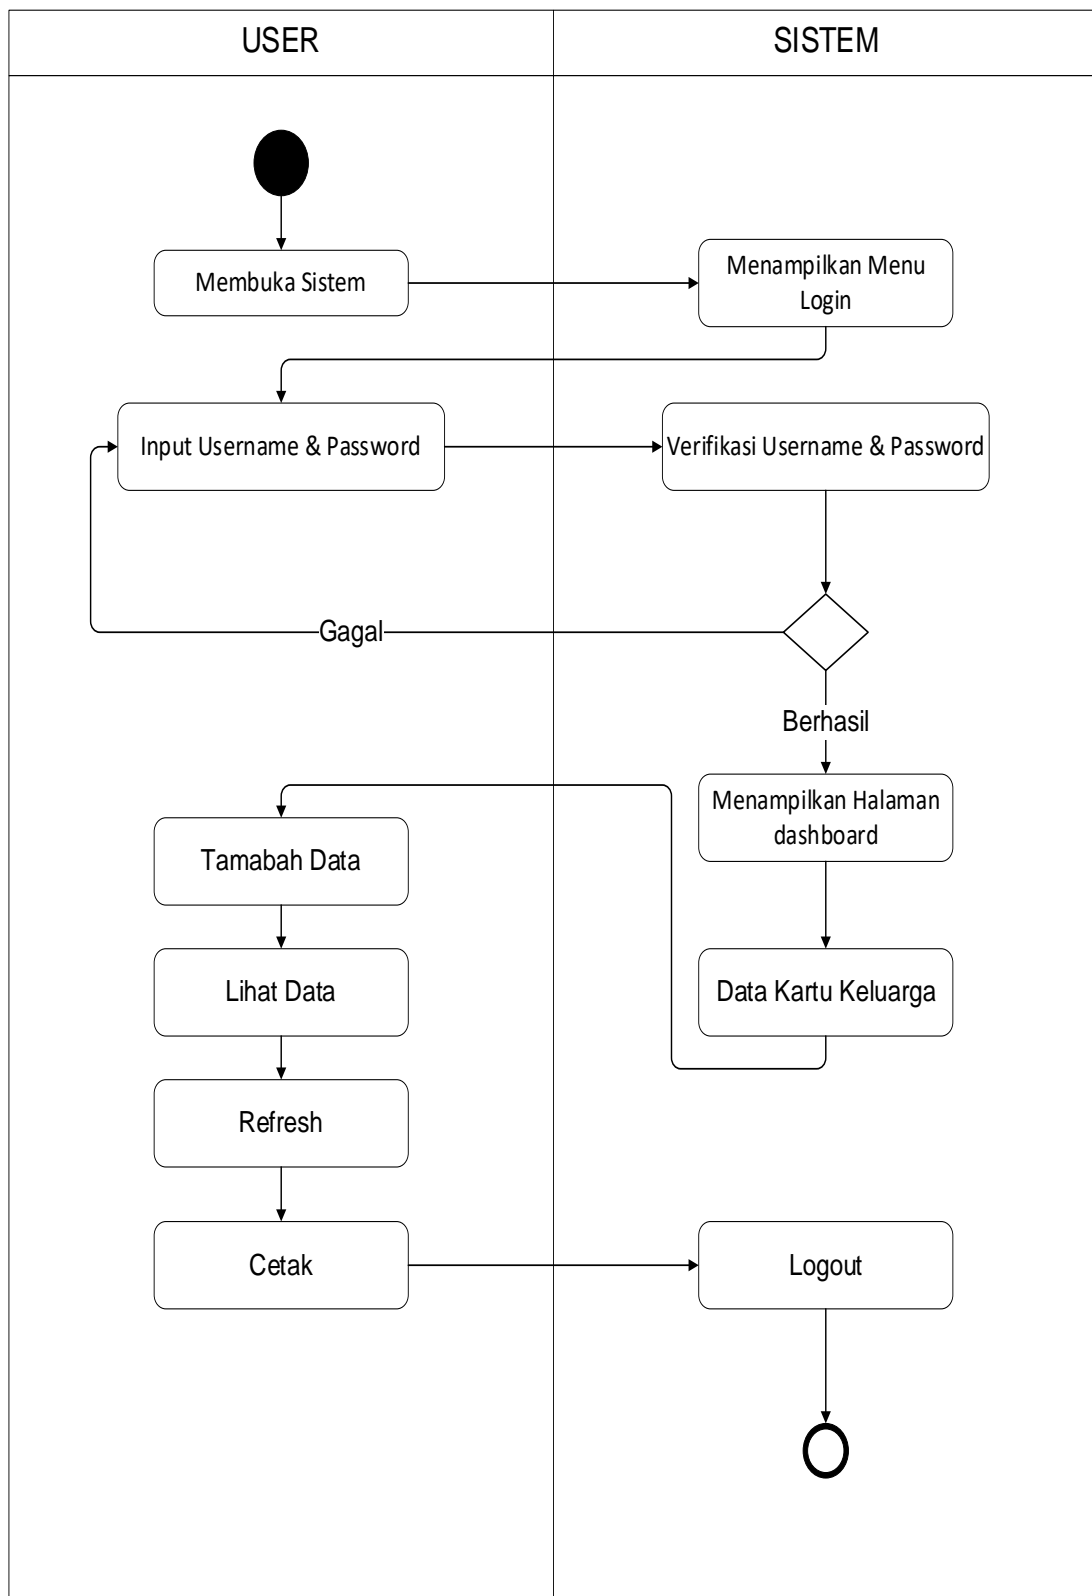 USER
SISTEM
Membuka Sistem
Menampilkan Menu
Login
Input Username & Password
Verifikasi Username & Password
Gagal
Berhasil
Menampilkan Halaman
dashboard
Tamabah Data
Lihat Data
Data Kartu Keluarga
Refresh
Cetak
Logout